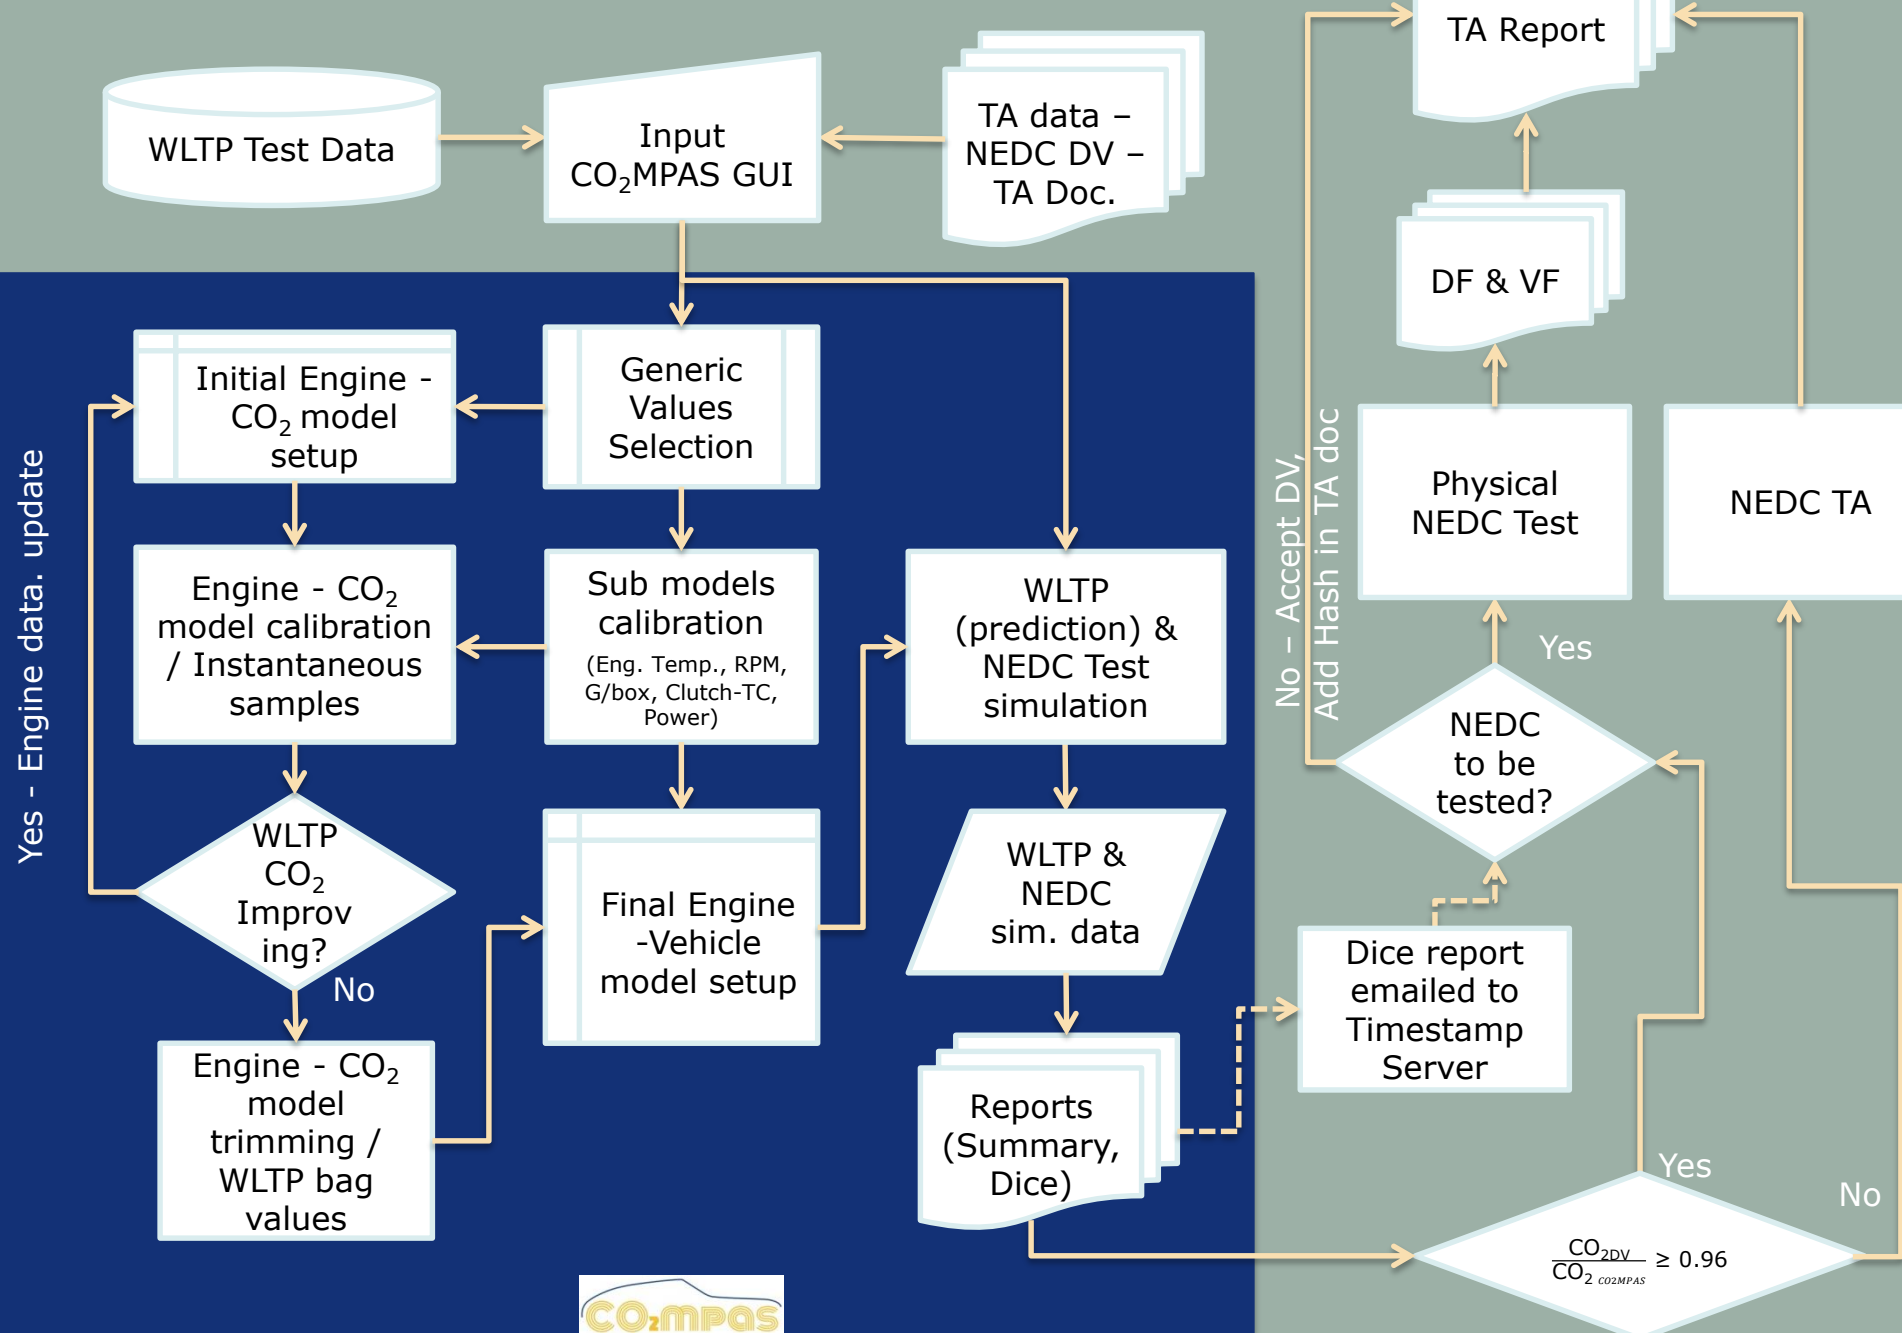 TA Report
WLTP Test Data
Input
CO₂MPAS GUI
TA data –
NEDC DV –
TA Doc.
DF & VF
Initial Engine -
CO₂ model
setup
Generic
Values
Selection
Yes - Engine data. update
No – Accept DV,
Add Hash in TA doc
Physical
NEDC Test
NEDC TA
Engine - CO₂
model calibration
/ Instantaneous
samples
Sub models
calibration
(Eng. Temp., RPM,
G/box, Clutch-TC,
Power)
WLTP
(prediction) &
NEDC Test
simulation
Yes
NEDC
to be
tested?
WLTP
CO₂
Improv
ing?
No
Final Engine
-Vehicle
model setup
WLTP &
NEDC
sim. data
Dice report
emailed to
Timestamp
Server
Engine - CO₂
model
trimming /
WLTP bag
values
Reports
(Summary,
Dice)
Yes
No
CO₂DV
CO₂ CO2MPAS
≥ 0.96
CO₂mpas